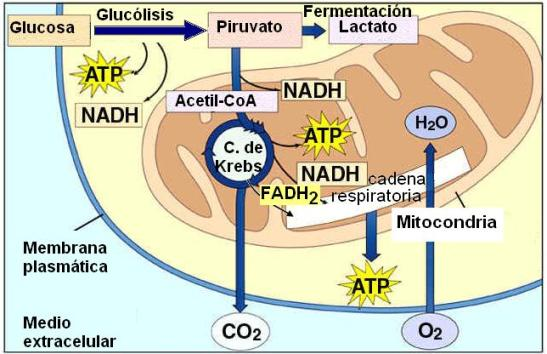 Glucosa
Glucólisis
Piruvato
Fermentación
Lactato
ATP
NADH
Acetil-CoA
NADH
ATP
C. de
Krebs
NADH
FADH2
cadena
respiratoria
H2O
Mitocondria
Membrana
plasmática
ATP
Medio
extracelular
CO2
O2